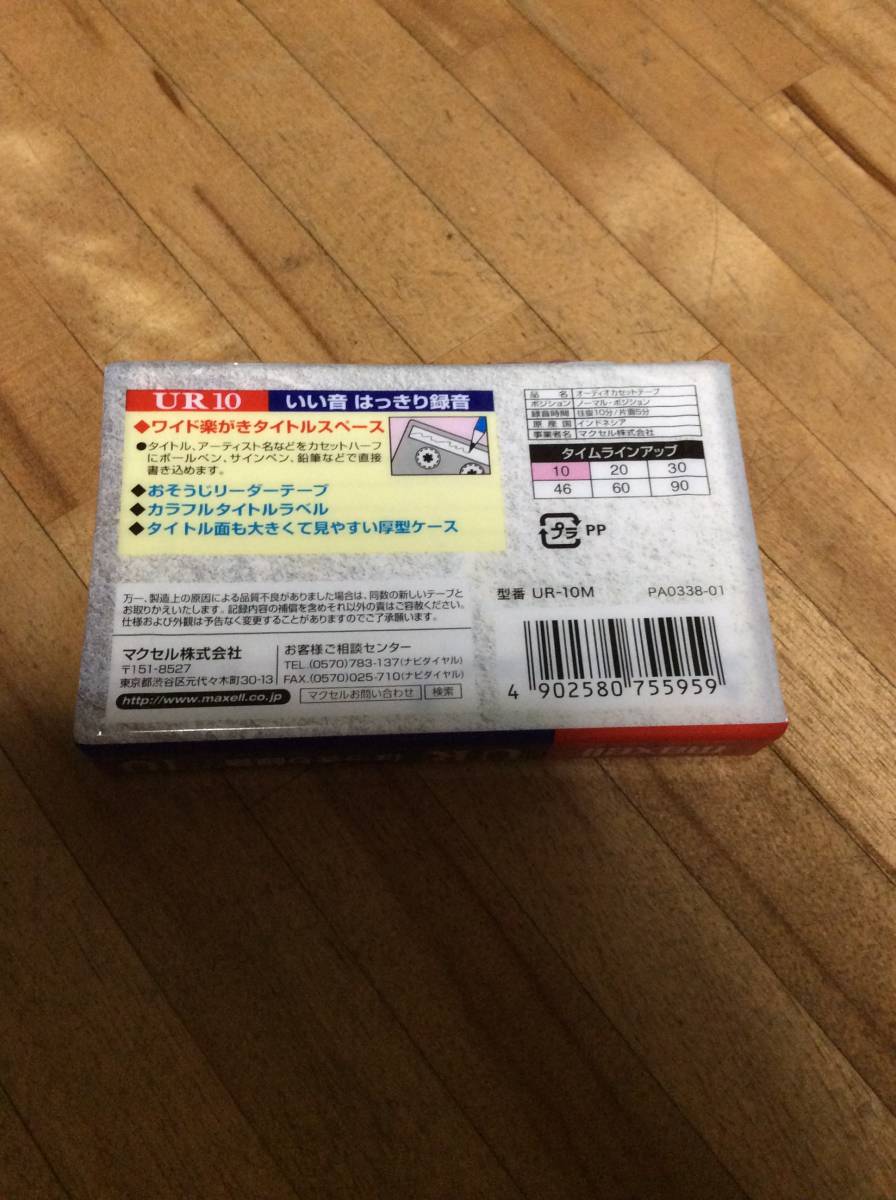 UR 10 いい音 はっきり録音
◆ワイド楽がきタイトルスペース
●タイトル、アーティスト名などをカセットハーフ
にボールペン、サインペン、鉛筆などで直接
書き込めます。
◆おそうじリーダーテープ
◆カラフルタイトルラベル
◆タイトル面も大きくて見やすい厚型ケース
品名 オーディオカセットテープ
ポジション ノーマル・ポジション
録音時間 往復10分/片面5分
原産国 インドネシア
事業者名 マクセル株式会社
タイムラインアップ
10 20 30
46 60 90
プラ PP
万一、製造上の原因による品質不良がありました場合は、同数の新しいテープと
お取りかえいたします。記録内容の補償を含めそれ以外の責はご容赦ください。
仕様および外観は予告なく変更することがありますのでご了承願います。
マクセル株式会社
〒151-8527
東京都渋谷区元代々木町30-13
http://www.maxell.co.jp
お客様ご相談センター
TEL.(0570)783-137(ナビダイヤル)
FAX.(0570)025-710(ナビダイヤル)
マクセルお問い合わせ 検索
型番 UR-10M PA0338-01
4 902580 755959
10 はっきり録音 UR maxell